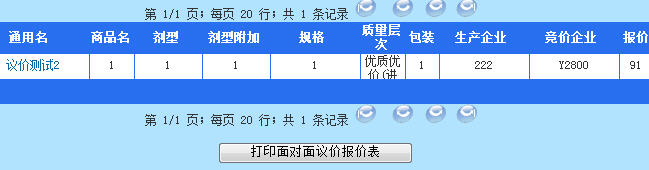 第 1/1 页；每页 20 行；共 1 条记录
通用名 商品名 剂型 剂型附加 规格 质量层次 包装 生产企业 竞价企业 报价
议价测试2 1 1 1 1 优质优价(进 1 222 Y2800 91
第 1/1 页；每页 20 行；共 1 条记录
打印面对面议价报价表